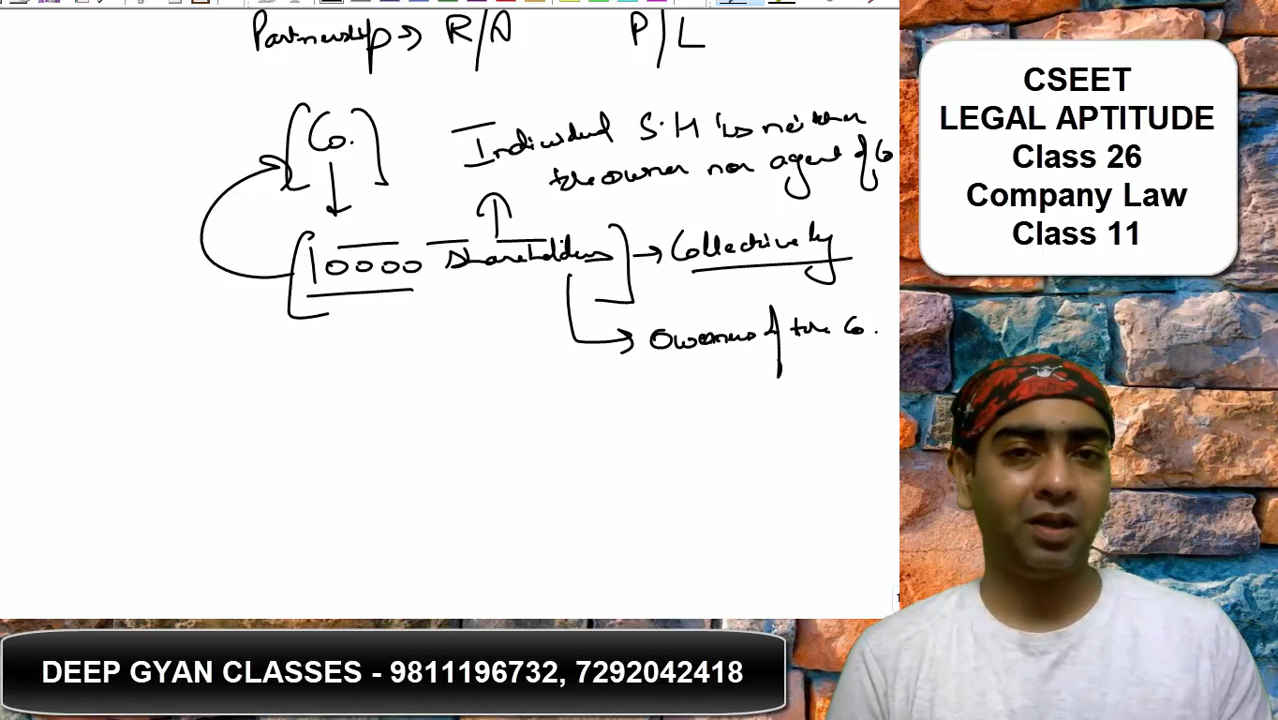 Partnership → R/A P/L
[Co.]
Individual S.H is neither
the owner nor agent of Co
[10000 shareholders] → Collectively
→ Owners of the Co.
CSEET
LEGAL APTITUDE
Class 26
Company Law
Class 11
DEEP GYAN CLASSES - 9811196732, 7292042418